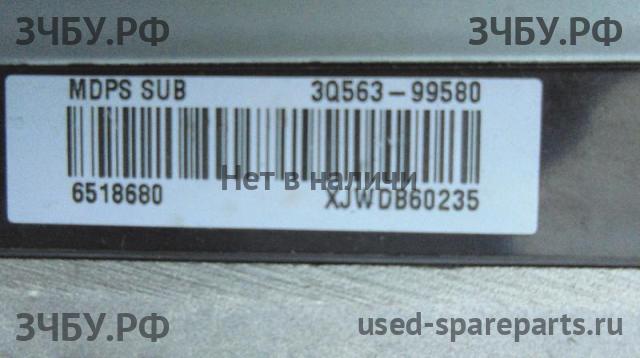 ЗЧБУ.РФ ЗЧБУ.РФ
MDPS SUB 3Q563-99580
Нет в наличи
6518680 XJWDB60235
ЗЧБУ.РФ used-spareparts.ru